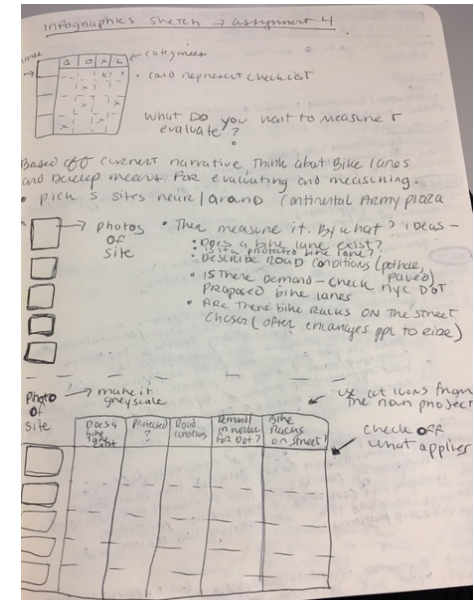 Infographics Sketch → assignment 4
categories
• Could represent checklist
What Do you want to measure &
evaluate?
Based off current narrative, Think about Bike lanes
and Develop means for evaluating and measuring.
• pick 5 sites near/around Continental Army plaza
→ photos
of
site
• Then measure it. By what? ideas -
• Does a bike lane exist?
• Is it a protected bike lane?
• Describe Road conditions (pothole,
paved)
• Is There Demand - Check nyc DOT
proposed bike lanes
• Are There bike Racks on the street
chosen (often encourages ppl to ride)
Photo
of
Site
→ make it
greyscale
use cut icons from
the noun project
check off
what applies
Does a
bike
lane
exist
Protected
?
Road
conditions
Demand
for DOT?
Bike
Racks
on street?